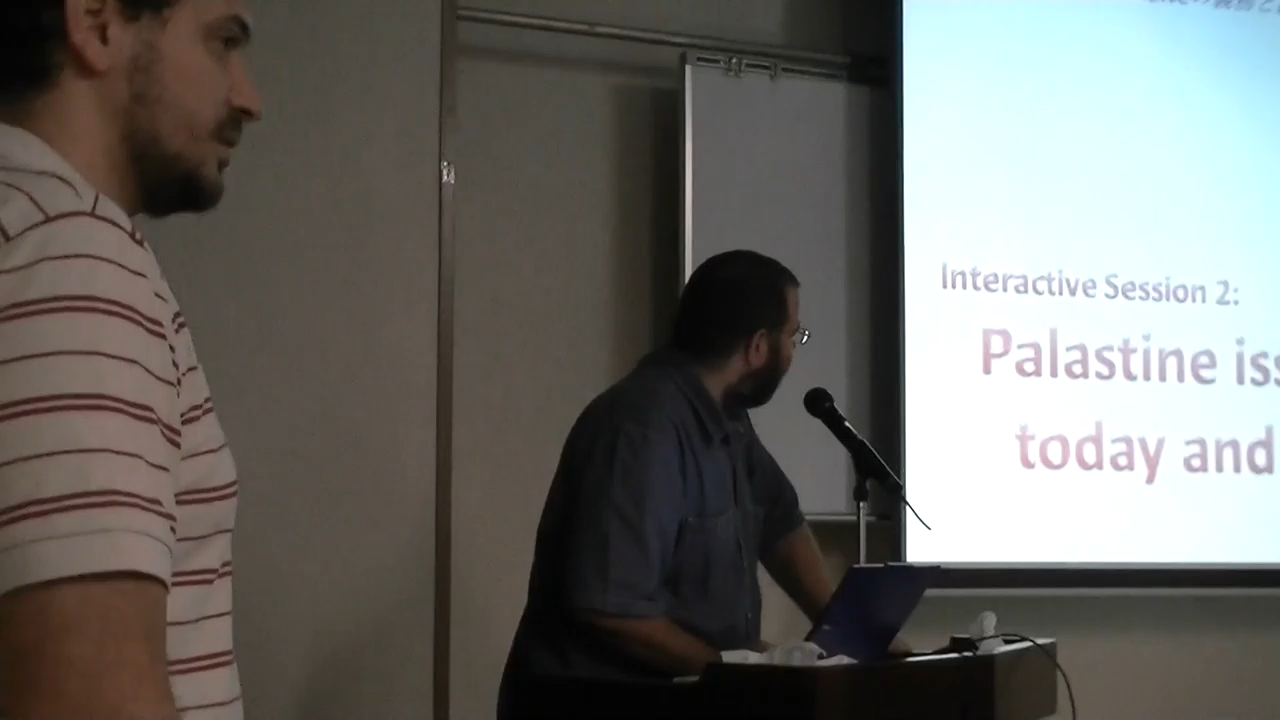 Interactive Session 2:
Palastine iss
today and